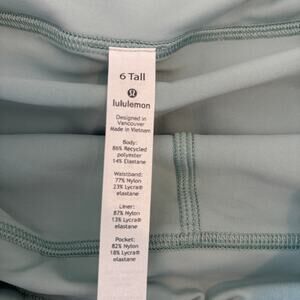 6 Tall
lululemon
Designed in
Vancouver
Made in Vietnam
Body:
86% Recycled
polyester
14% Elastane
Waistband:
77% Nylon
23% Lycra®
elastane
Liner:
87% Nylon
13% Lycra®
elastane
Pocket:
82% Nylon
18% Lycra®
elastane